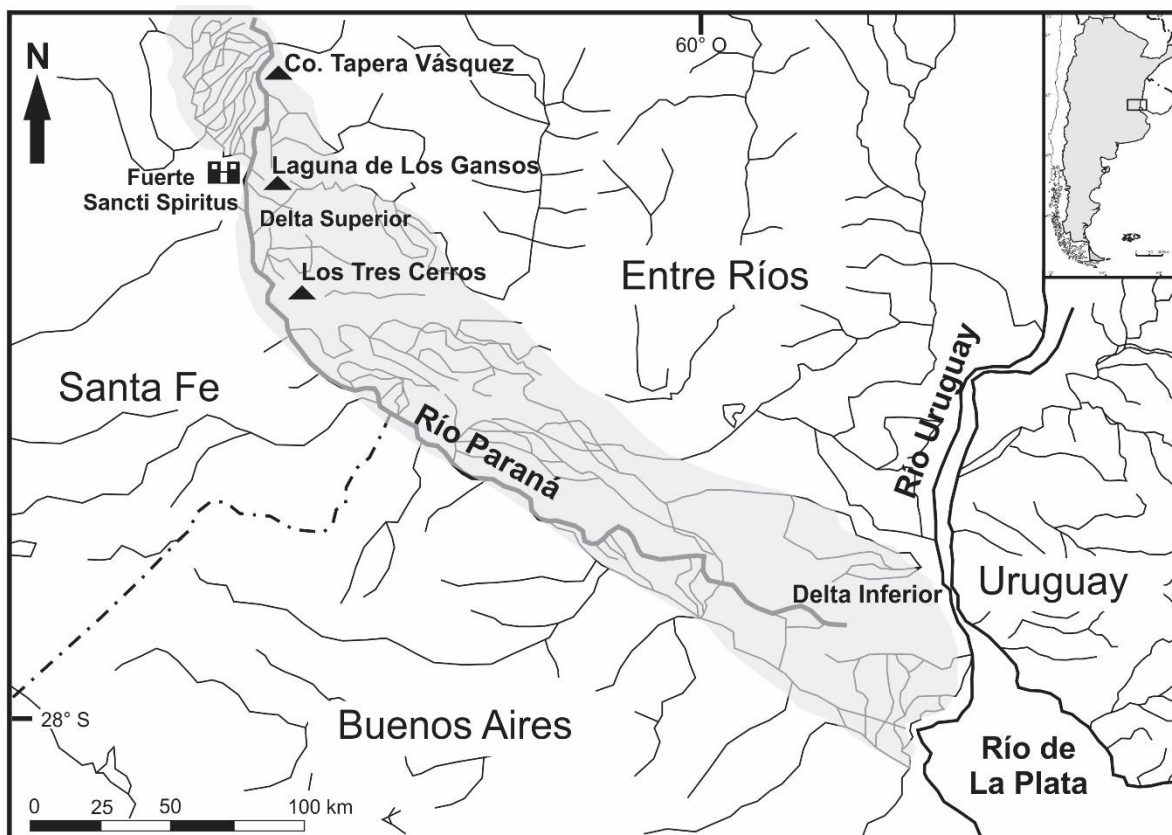 60° O
N
Co. Tapera Vásquez
Laguna de Los Gansos
Fuerte
Sancti Spiritus
Delta Superior
Entre Ríos
Los Tres Cerros
Río Uruguay
Santa Fe
Río Paraná
Uruguay
Delta Inferior
28° S
Buenos Aires
Río de
La Plata
0 25 50 100 km